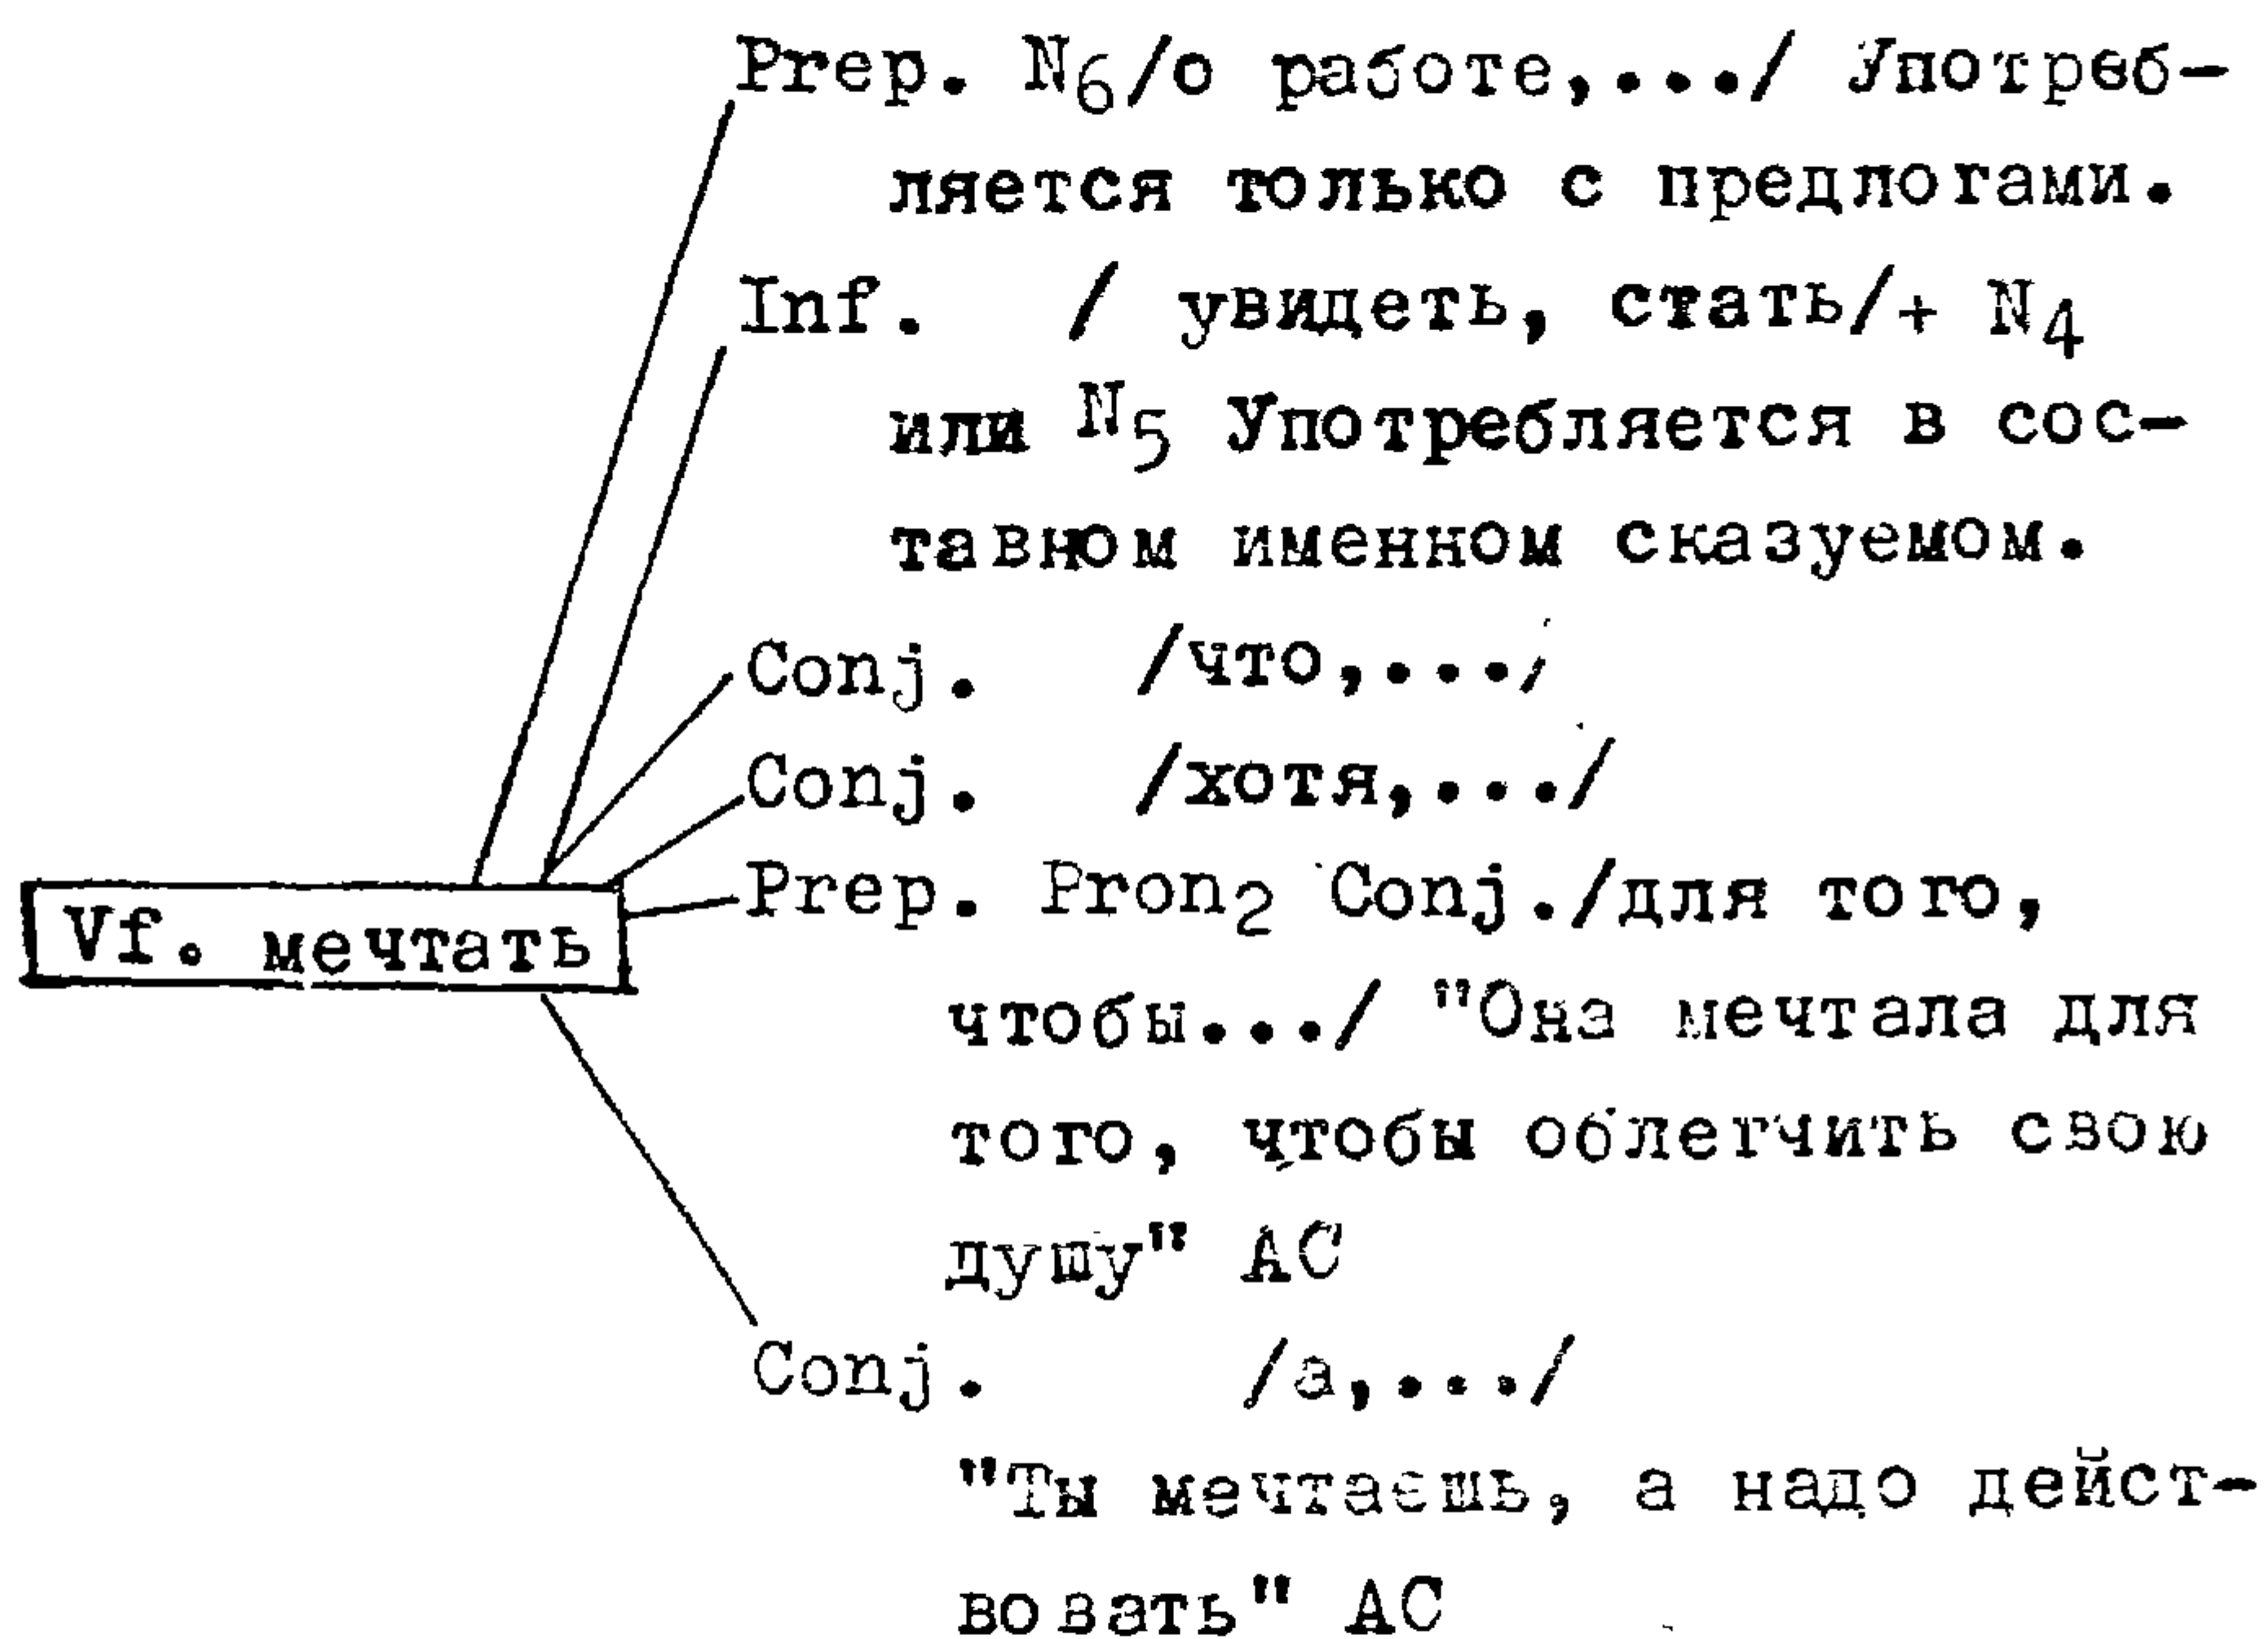 Prep. N6/о работе,.../ Употреб-
ляется только с предлогами.
Inf. / увидеть, стать/+ N4
или N5 Употребляется в сос-
тавном именном сказуемом.
Conj. /что,.../
Conj. /хотя,.../
Prep. Pron2 Conj./для того,
Vf. мечтать
чтобы.../ "Она мечтала для
того, чтобы облегчить свою
душу" АС
Conj. /а,.../
"Ты мечтаешь, а надо дейст-
вовать" АС